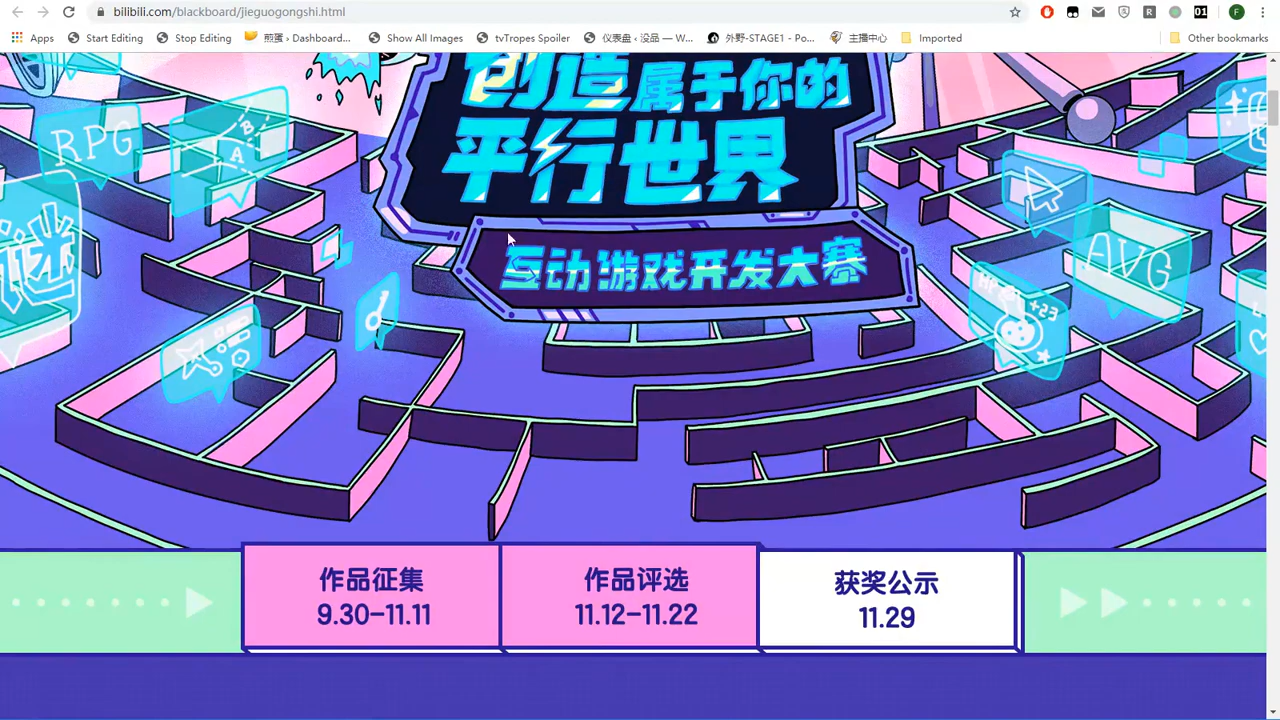 bilibili.com/blackboard/jieguogongshi.html
R
01
F
Apps
Start Editing
Stop Editing
煎蛋 › Dashboard...
Show All Images
tvTropes Spoiler
仪表盘 ‹ 没品 — W...
外野-STAGE1 - Po...
主播中心
Imported
Other bookmarks
创造属于你的
平行世界
互动游戏开发大赛
RPG
B
A
谜
AVG
HP
+23
作品征集
9.30-11.11
作品评选
11.12-11.22
获奖公示
11.29